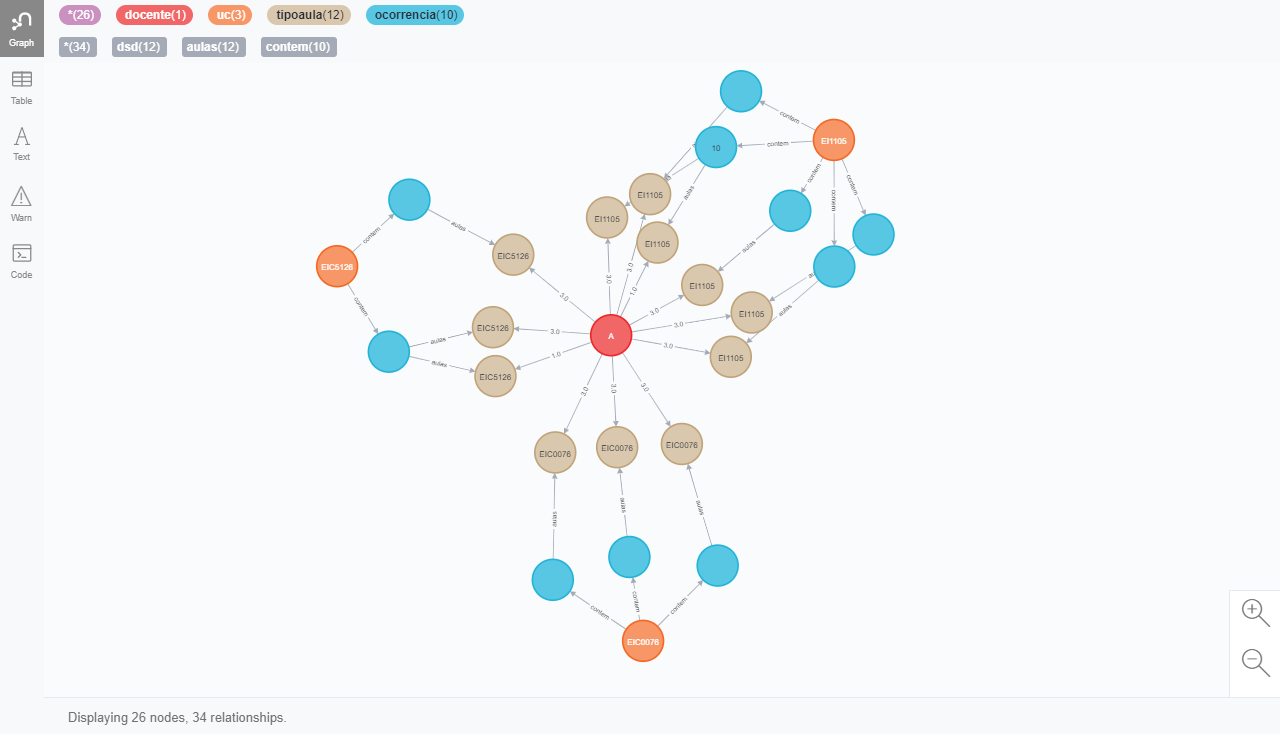 *(26) docente(1) uc(3) tipoaula(12) ocorrencia(10)
*(34) dsd(12) aulas(12) contem(10)
Graph
Table
Text
Warn
Code
contem
EI1105
10
contem
contem
contem
contem
aulas
EI1105
EI1105
EI1105
aulas
EIC5126
contem
aulas
EIC5126
3.0
3.0
3.0
1.0
EI1105
3.0
EI1105
3.0
aulas
EI1105
3.0
A
contem
EIC5126
3.0
aulas
aulas
EIC5126
1.0
3.0
3.0
3.0
EIC0076
EIC0076
EIC0076
aulas
aulas
aulas
contem
contem
contem
EIC0076
Displaying 26 nodes, 34 relationships.